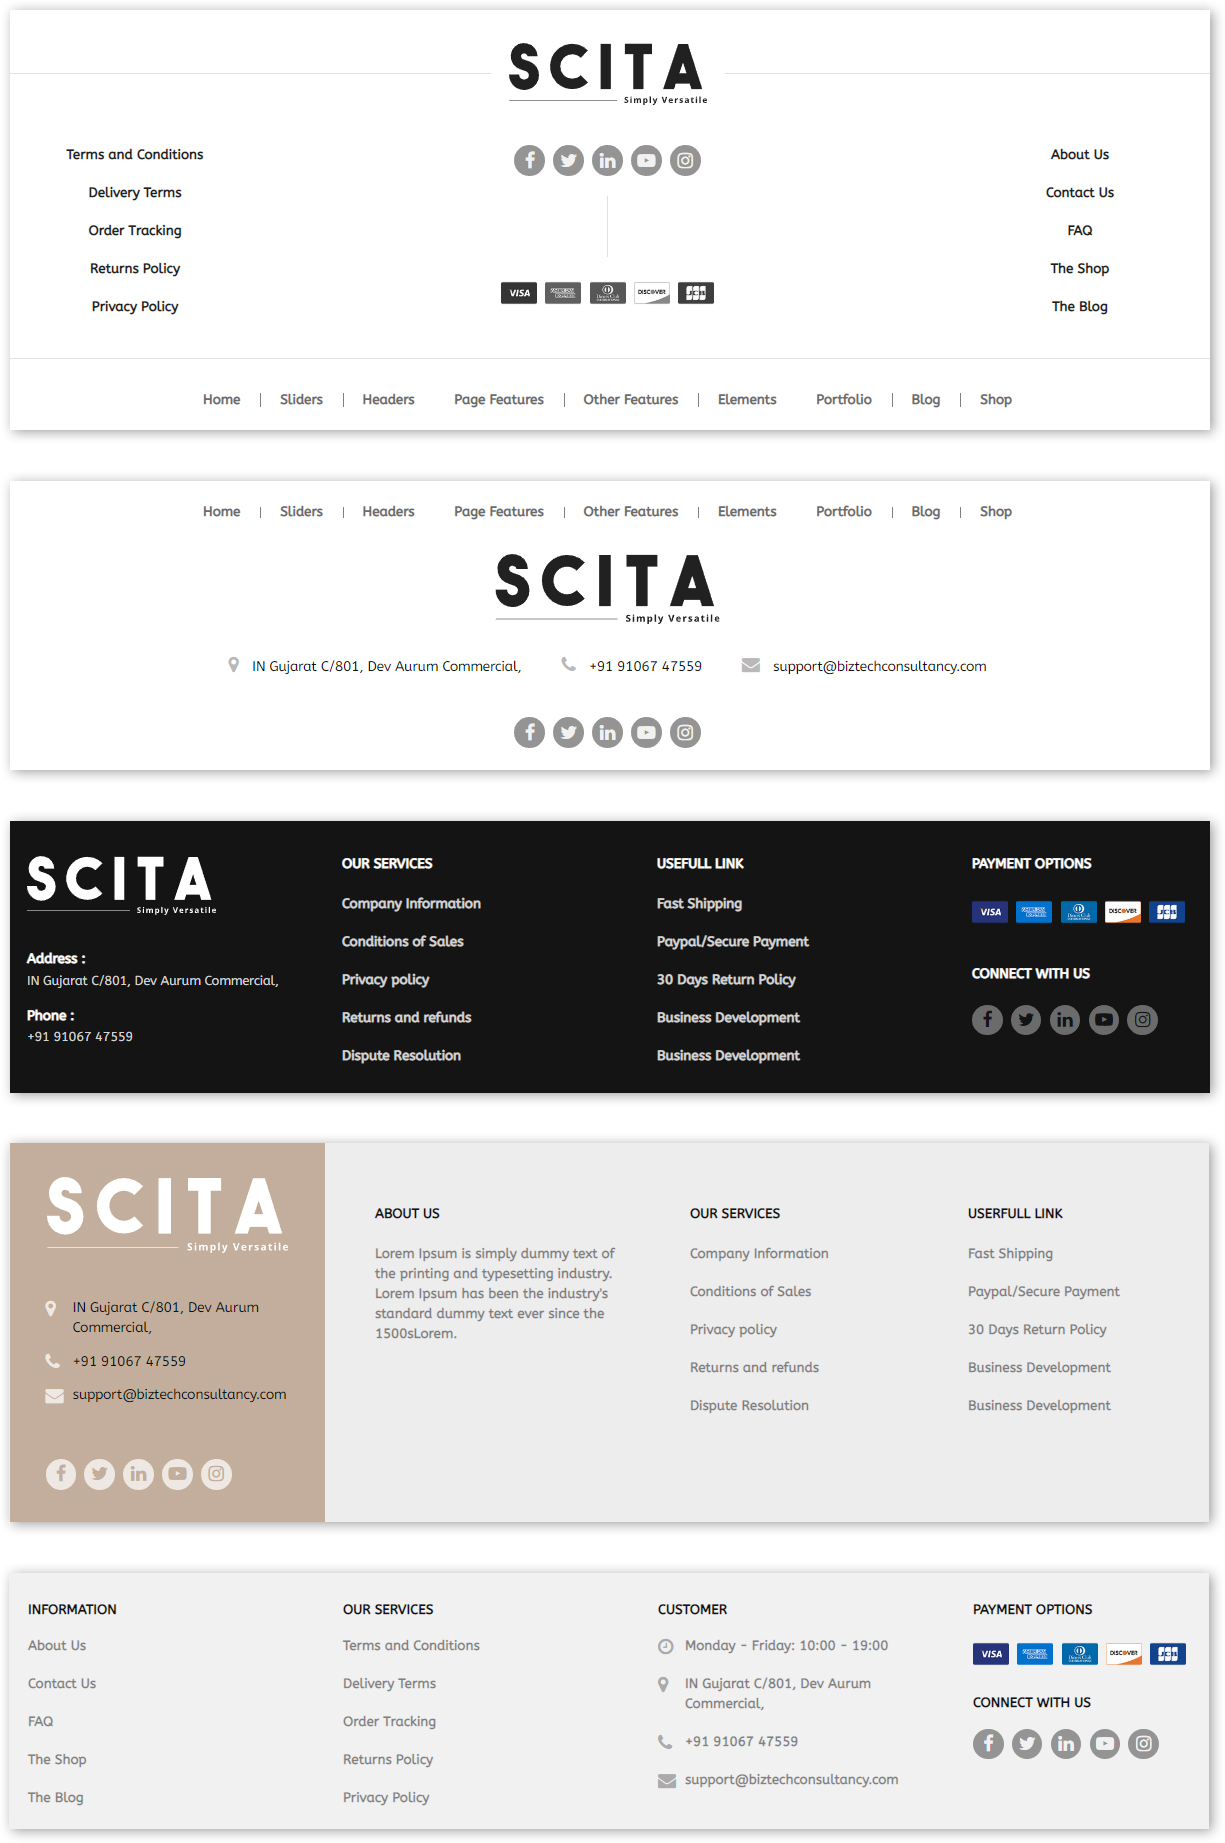 SCITA
Simply Versatile
Terms and Conditions
Delivery Terms
Order Tracking
Returns Policy
Privacy Policy
VISA
DISCOVER
JCB
About Us
Contact Us
FAQ
The Shop
The Blog
Home | Sliders | Headers Page Features | Other Features | Elements Portfolio | Blog | Shop
Home | Sliders | Headers Page Features | Other Features | Elements Portfolio | Blog | Shop
SCITA
Simply Versatile
IN Gujarat C/801, Dev Aurum Commercial, +91 91067 47559 support@biztechconsultancy.com
SCITA
Simply Versatile
Address :
IN Gujarat C/801, Dev Aurum Commercial,
Phone :
+91 91067 47559
OUR SERVICES
Company Information
Conditions of Sales
Privacy policy
Returns and refunds
Dispute Resolution
USEFULL LINK
Fast Shipping
Paypal/Secure Payment
30 Days Return Policy
Business Development
Business Development
PAYMENT OPTIONS
VISA
DISCOVER
JCB
CONNECT WITH US
SCITA
Simply Versatile
IN Gujarat C/801, Dev Aurum
Commercial,
+91 91067 47559
support@biztechconsultancy.com
ABOUT US
Lorem Ipsum is simply dummy text of
the printing and typesetting industry.
Lorem Ipsum has been the industry's
standard dummy text ever since the
1500sLorem.
OUR SERVICES
Company Information
Conditions of Sales
Privacy policy
Returns and refunds
Dispute Resolution
USERFULL LINK
Fast Shipping
Paypal/Secure Payment
30 Days Return Policy
Business Development
Business Development
INFORMATION
About Us
Contact Us
FAQ
The Shop
The Blog
OUR SERVICES
Terms and Conditions
Delivery Terms
Order Tracking
Returns Policy
Privacy Policy
CUSTOMER
Monday - Friday: 10:00 - 19:00
IN Gujarat C/801, Dev Aurum
Commercial,
+91 91067 47559
support@biztechconsultancy.com
PAYMENT OPTIONS
VISA
DISCOVER
JCB
CONNECT WITH US